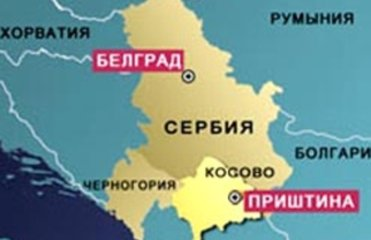 РУМЫНИЯ
ХОРВАТИЯ
БЕЛГРАД
СЕРБИЯ
БОЛГАРИ
КОСОВО
ЧЕРНОГОРИЯ
ПРИШТИНА